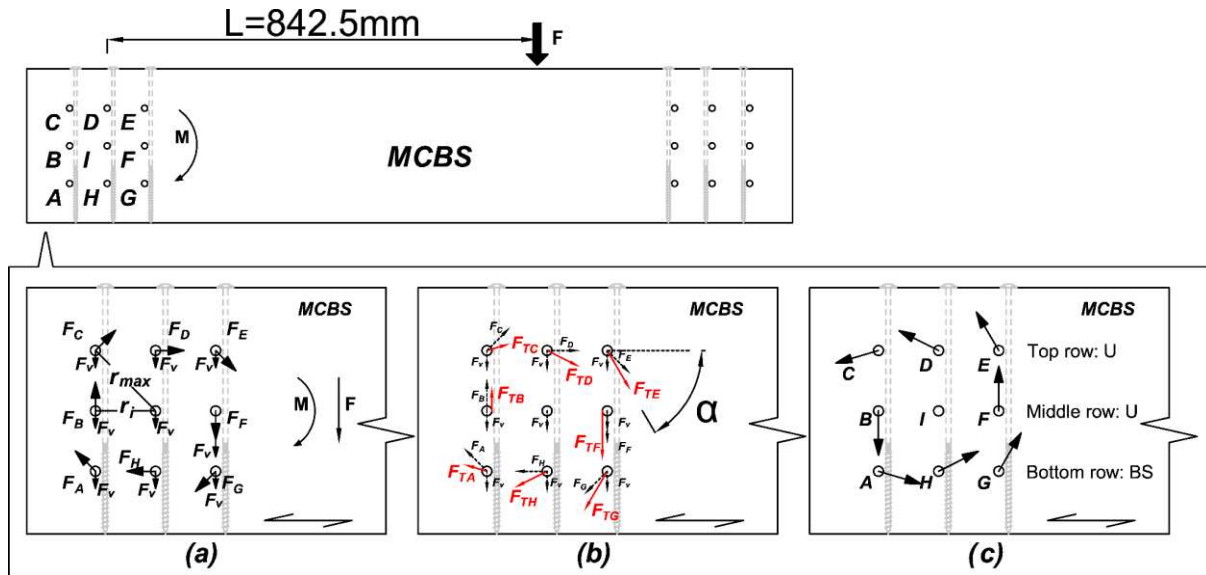 L=842.5mm
F
C D E
M
B I F
MCBS
A H G
MCBS
F_C F_D F_E
F_v F_v F_v
r_max
M F
F_B r_i F_F
F_v F_v
F_v
F_H
F_A F_v F_v F_G
F_v
(a)
MCBS
F_C F_D
F_TC F_E
F_v F_v F_v
F_TD
F_TE
α
F_B F_TB
F_v F_v F_v
F_TF F_F
F_A F_H
F_TA F_v F_v F_G F_v
F_TH F_TG
(b)
MCBS
Top row: U
C D E
Middle row: U
B I F
Bottom row: BS
A H G
(c)